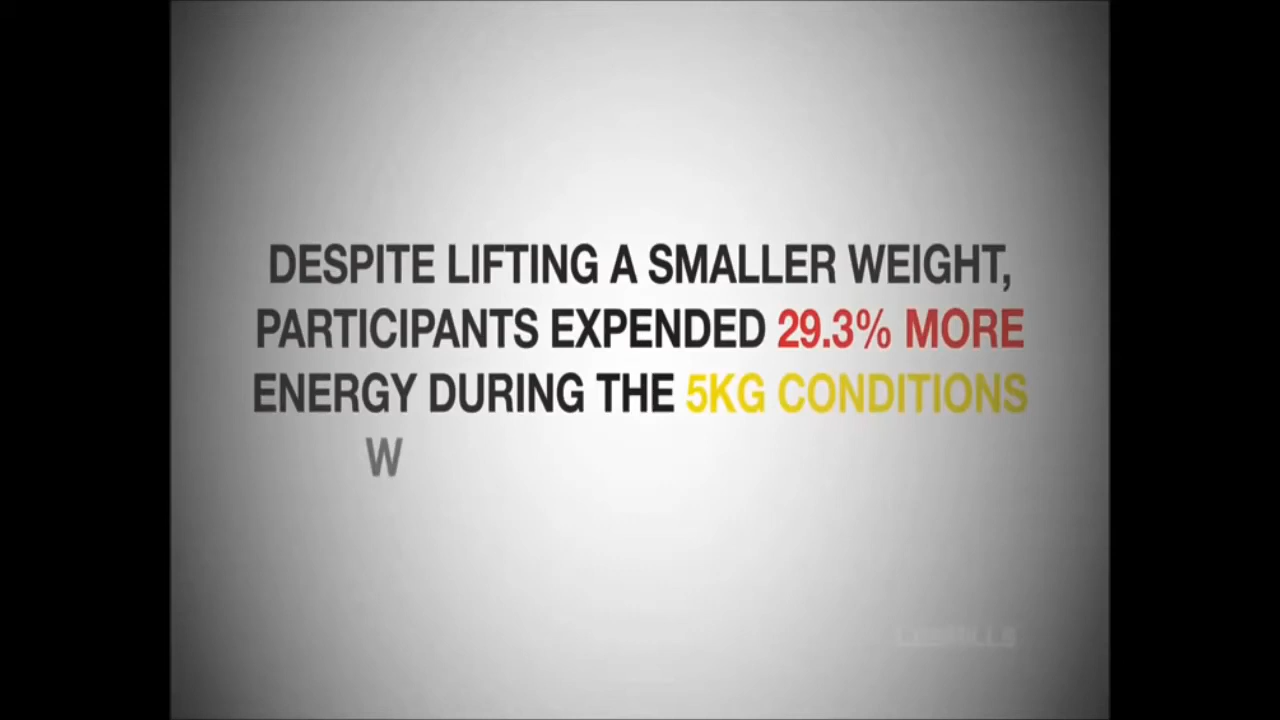 DESPITE LIFTING A SMALLER WEIGHT,
PARTICIPANTS EXPENDED 29.3% MORE
ENERGY DURING THE 5KG CONDITIONS
W